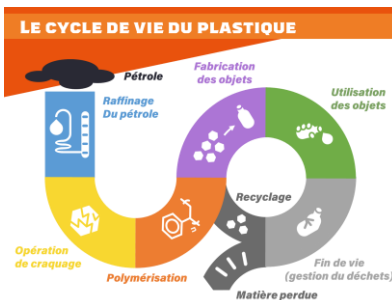 LE CYCLE DE VIE DU PLASTIQUE
Pétrole
Raffinage
Du pétrole
Fabrication
des objets
Utilisation
des objets
Recyclage
Opération
de craquage
Polymérisation
Fin de vie
(gestion du déchets)
Matière perdue